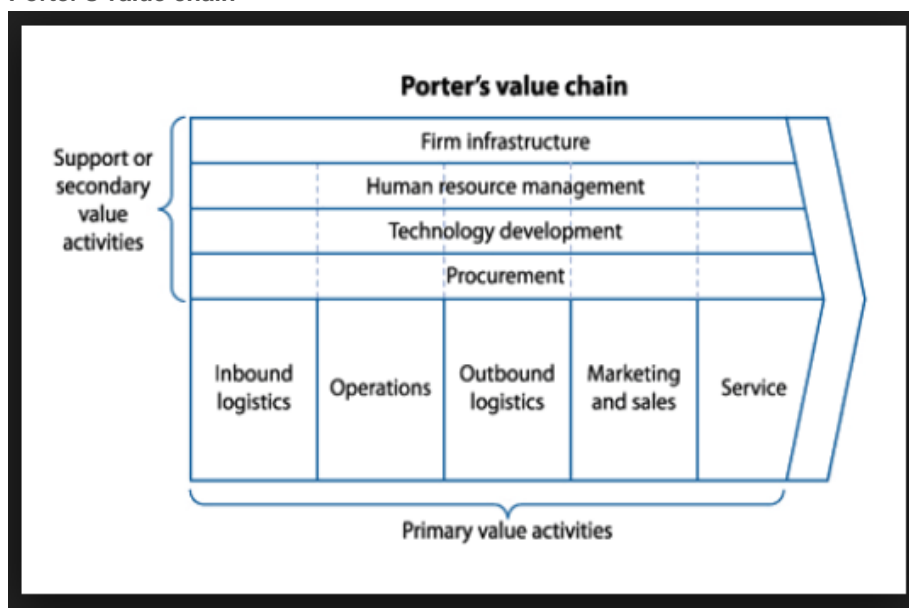 Porter's value chain
Support or
secondary
value
activities
Firm infrastructure
Human resource management
Technology development
Procurement
Inbound
logistics
Operations
Outbound
logistics
Marketing
and sales
Service
Primary value activities